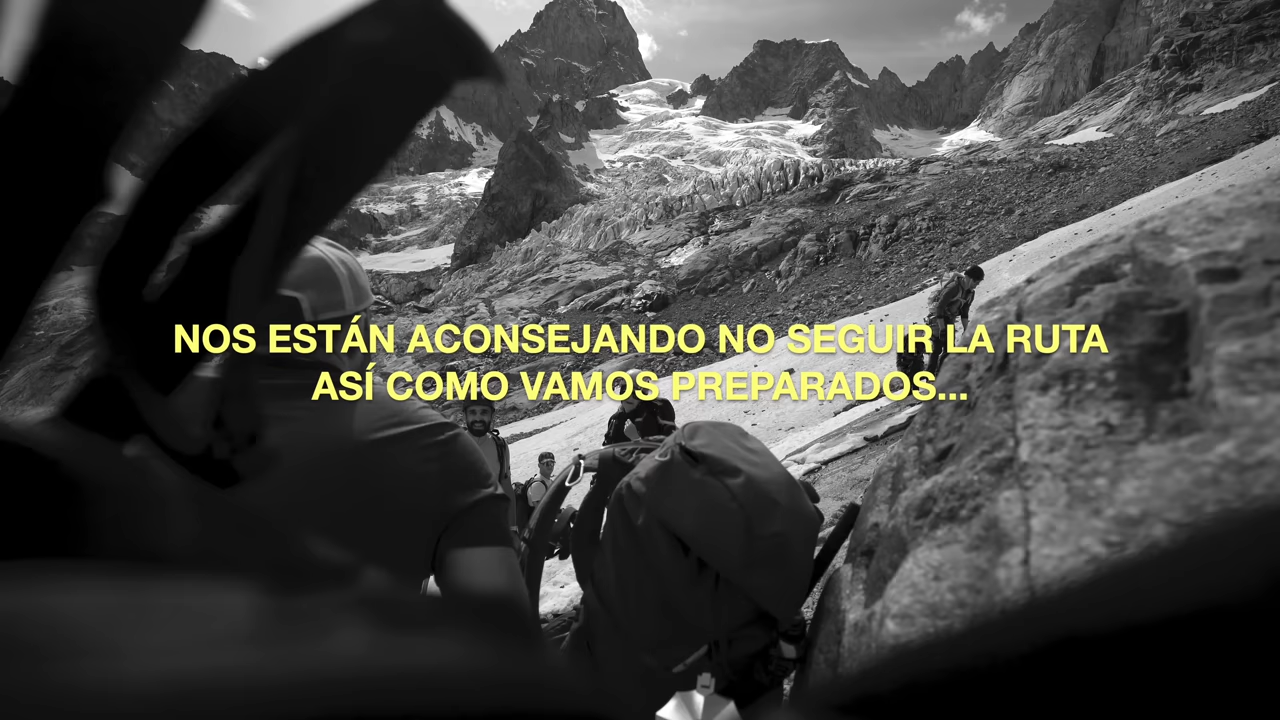 NOS ESTÁN ACONSEJANDO NO SEGUIR LA RUTA
ASÍ COMO VAMOS PREPARADOS...